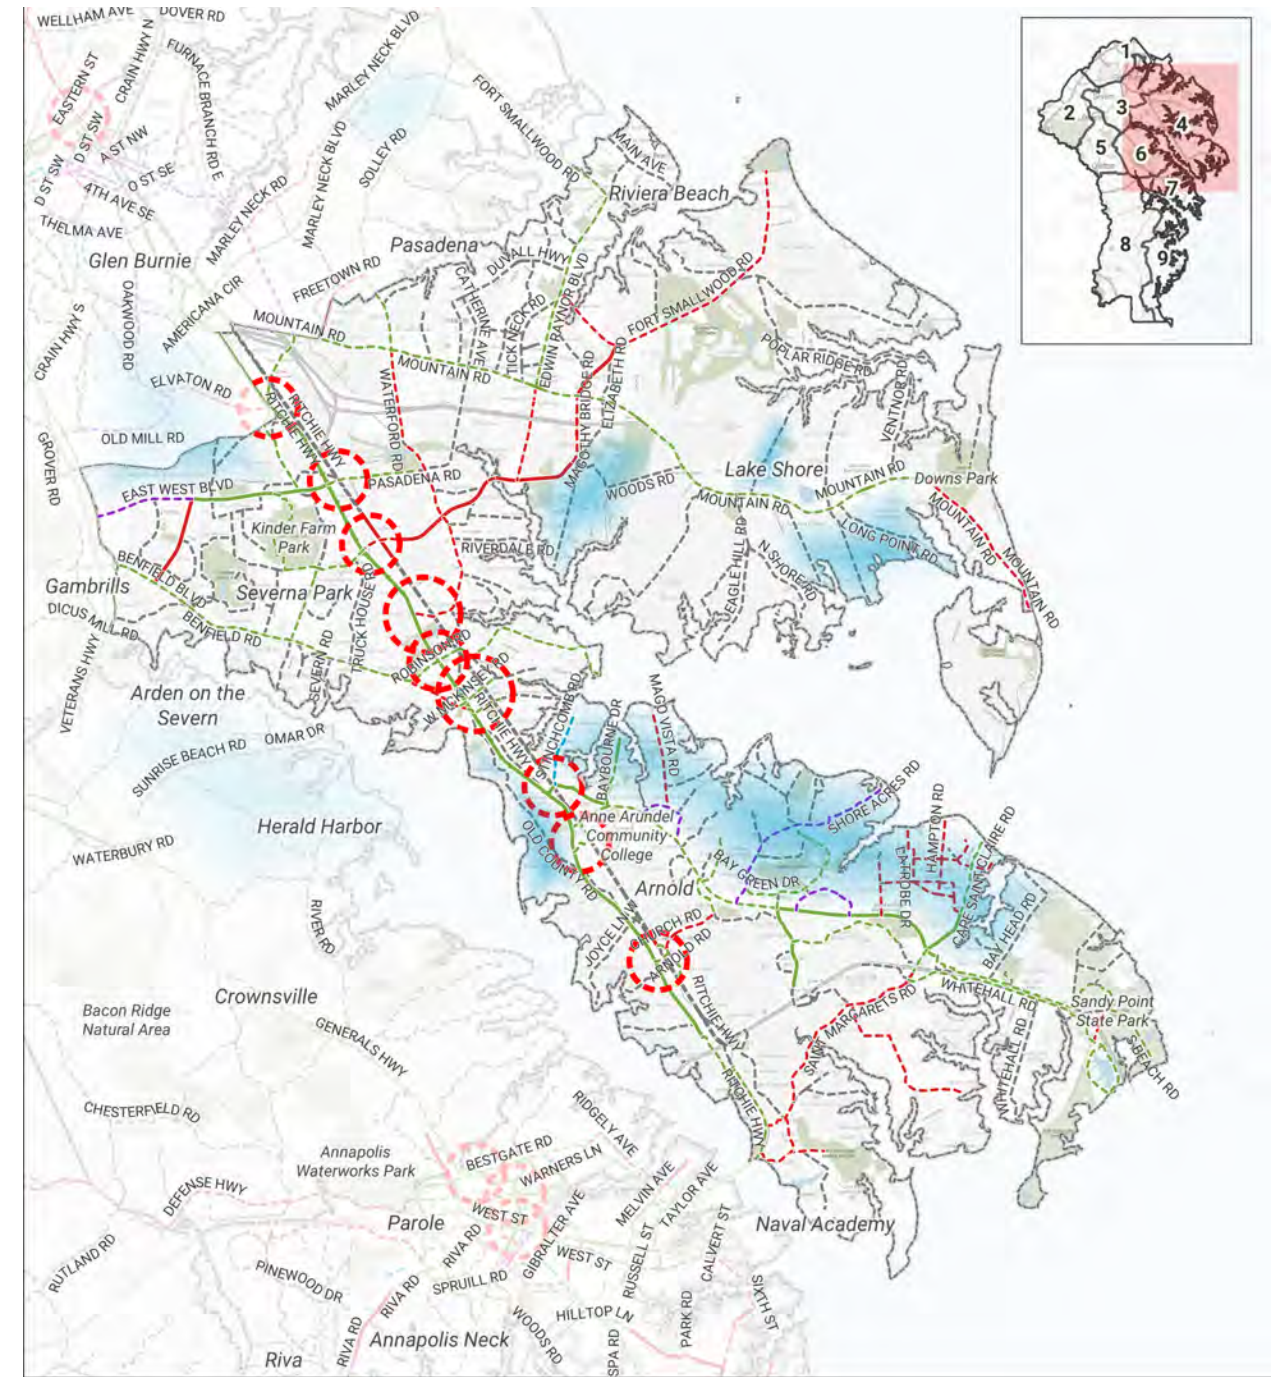 WELLHAM AVE
DOVER RD
CRAIN HWY N
FURNACE BRANCH RD E
MARLEY NECK BLVD
EASTERN ST
D ST SW
A ST NW
O ST SE
D ST SW
4TH AVE SE
THELMA AVE
MARLEY NECK RD
MARLEY NECK BLVD
SOLLEY RD
FORT SMALLWOOD RD
MAIN AVE
Riviera Beach
Pasadena
Glen Burnie
DUVALL HWY
FREETOWN RD
CATHERINE AVE
TICK NECK RD
EDWIN RAYNOR BLVD
FORT SMALLWOOD RD
OAKWOOD RD
AMERICANA CIR
CRAIN HWY S
MOUNTAIN RD
MOUNTAIN RD
ELVATON RD
RITCHIE HWY
RITCHIE HWY
WATERFORD RD
MAGOTHY BRIDGE RD
ELIZABETH RD
POPLAR RIDGE RD
VENTNOR RD
OLD MILL RD
GROVER RD
EAST WEST BLVD
PASADENA RD
WOODS RD
Lake Shore
MOUNTAIN RD
MOUNTAIN RD
Downs Park
MOUNTAIN RD
MOUNTAIN RD
LONG POINT RD
EAGLE HILL RD
N SHORE RD
Kinder Farm
Park
RIVERDALE RD
BENFIELD BLVD
Gambrills
Severna Park
DICUS MILL RD
BENFIELD RD
SEVERN RD
TRUCK HOUSE RD
ROBINSON RD
W MCKINSEY RD
RITCHIE HWY
VETERANS HWY
Arden on the
Severn
SUNRISE BEACH RD
OMAR DR
STINCHCOMB RD
BAYBOURNE DR
MAGO VISTA RD
SHORE ACRES RD
HAMPTON RD
LATROBE DR
CAPE SAINT CLAIRE RD
BAY HEAD RD
Herald Harbor
WATERBURY RD
OLD COUNTY RD
Anne Arundel
Community
College
BAY GREEN DR
Arnold
RIVER RD
JOYCE LN
CHURCH RD
ARNOLD RD
RITCHIE HWY
Crownsville
Bacon Ridge
Natural Area
GENERALS HWY
SAINT MARGARETS RD
WHITEHALL RD
WHITEHALL RD
Sandy Point
State Park
S BEACH RD
RITCHIE HWY
CHESTERFIELD RD
Annapolis
Waterworks Park
BESTGATE RD
WARNERS LN
RIDGELY AVE
DEFENSE HWY
WEST ST
MELVIN AVE
TAYLOR AVE
Naval Academy
Parole
RIVA RD
GIBRALTER AVE
WEST ST
RUSSELL ST
CALVERT ST
RUTLAND RD
PINEWOOD DR
RIVA RD
SPRUILL RD
WOODS RD
HILLTOP LN
PARK RD
SIXTH ST
SPA RD
RIVA RD
Annapolis Neck
Riva
1
2
3
4
5
6
7
8
9